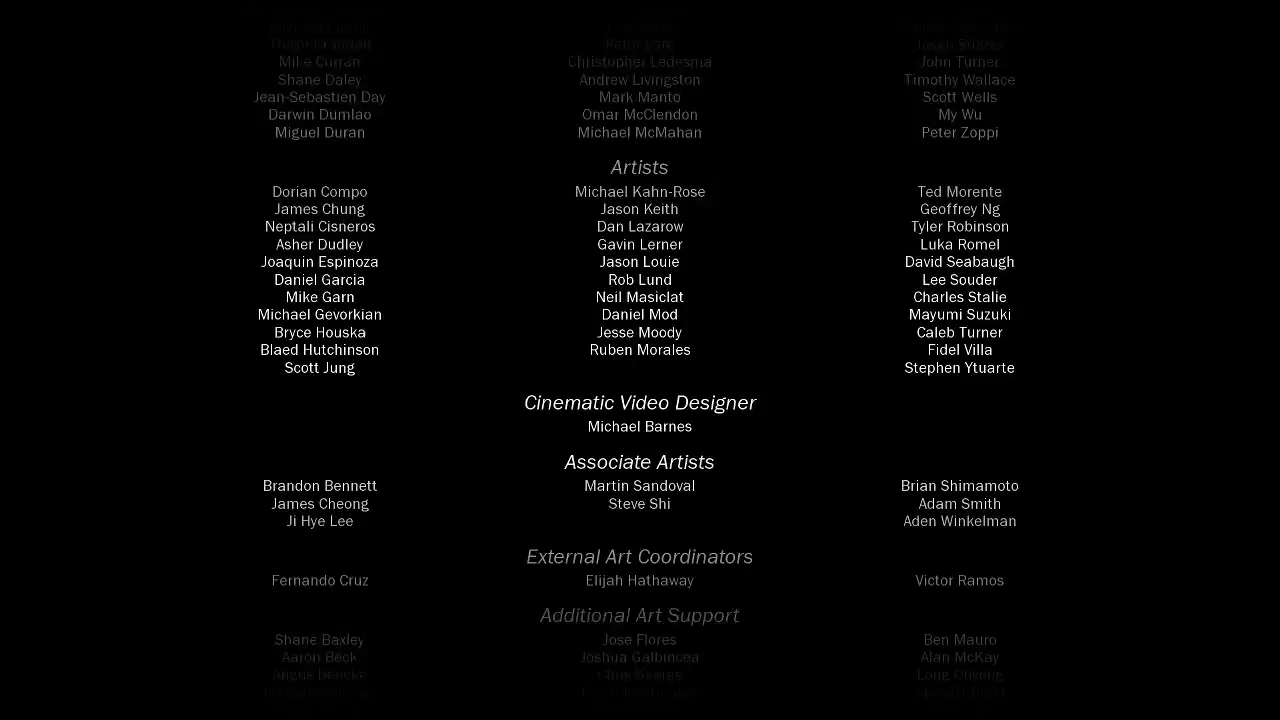 Mike Curran Christopher Ledesma John Turner
Shane Daley Andrew Livingston Timothy Wallace
Jean-Sebastien Day Mark Manto Scott Wells
Darwin Dumlao Omar McClendon My Wu
Miguel Duran Michael McMahan Peter Zoppi
Artists
Dorian Compo Michael Kahn-Rose Ted Morente
James Chung Jason Keith Geoffrey Ng
Neptali Cisneros Dan Lazarow Tyler Robinson
Asher Dudley Gavin Lerner Luka Romel
Joaquin Espinoza Jason Louie David Seabaugh
Daniel Garcia Rob Lund Lee Souder
Mike Garn Neil Masiclat Charles Stalie
Michael Gevorkian Daniel Mod Mayumi Suzuki
Bryce Houska Jesse Moody Caleb Turner
Blaed Hutchinson Ruben Morales Fidel Villa
Scott Jung Stephen Ytuarte
Cinematic Video Designer
Michael Barnes
Associate Artists
Brandon Bennett Martin Sandoval Brian Shimamoto
James Cheong Steve Shi Adam Smith
Ji Hye Lee Aden Winkelman
External Art Coordinators
Fernando Cruz Elijah Hathaway Victor Ramos
Additional Art Support
Shane Baxley Jose Flores Ben Mauro
Aaron Beck Joshua Galbincea Alan McKay
Long Ouyong